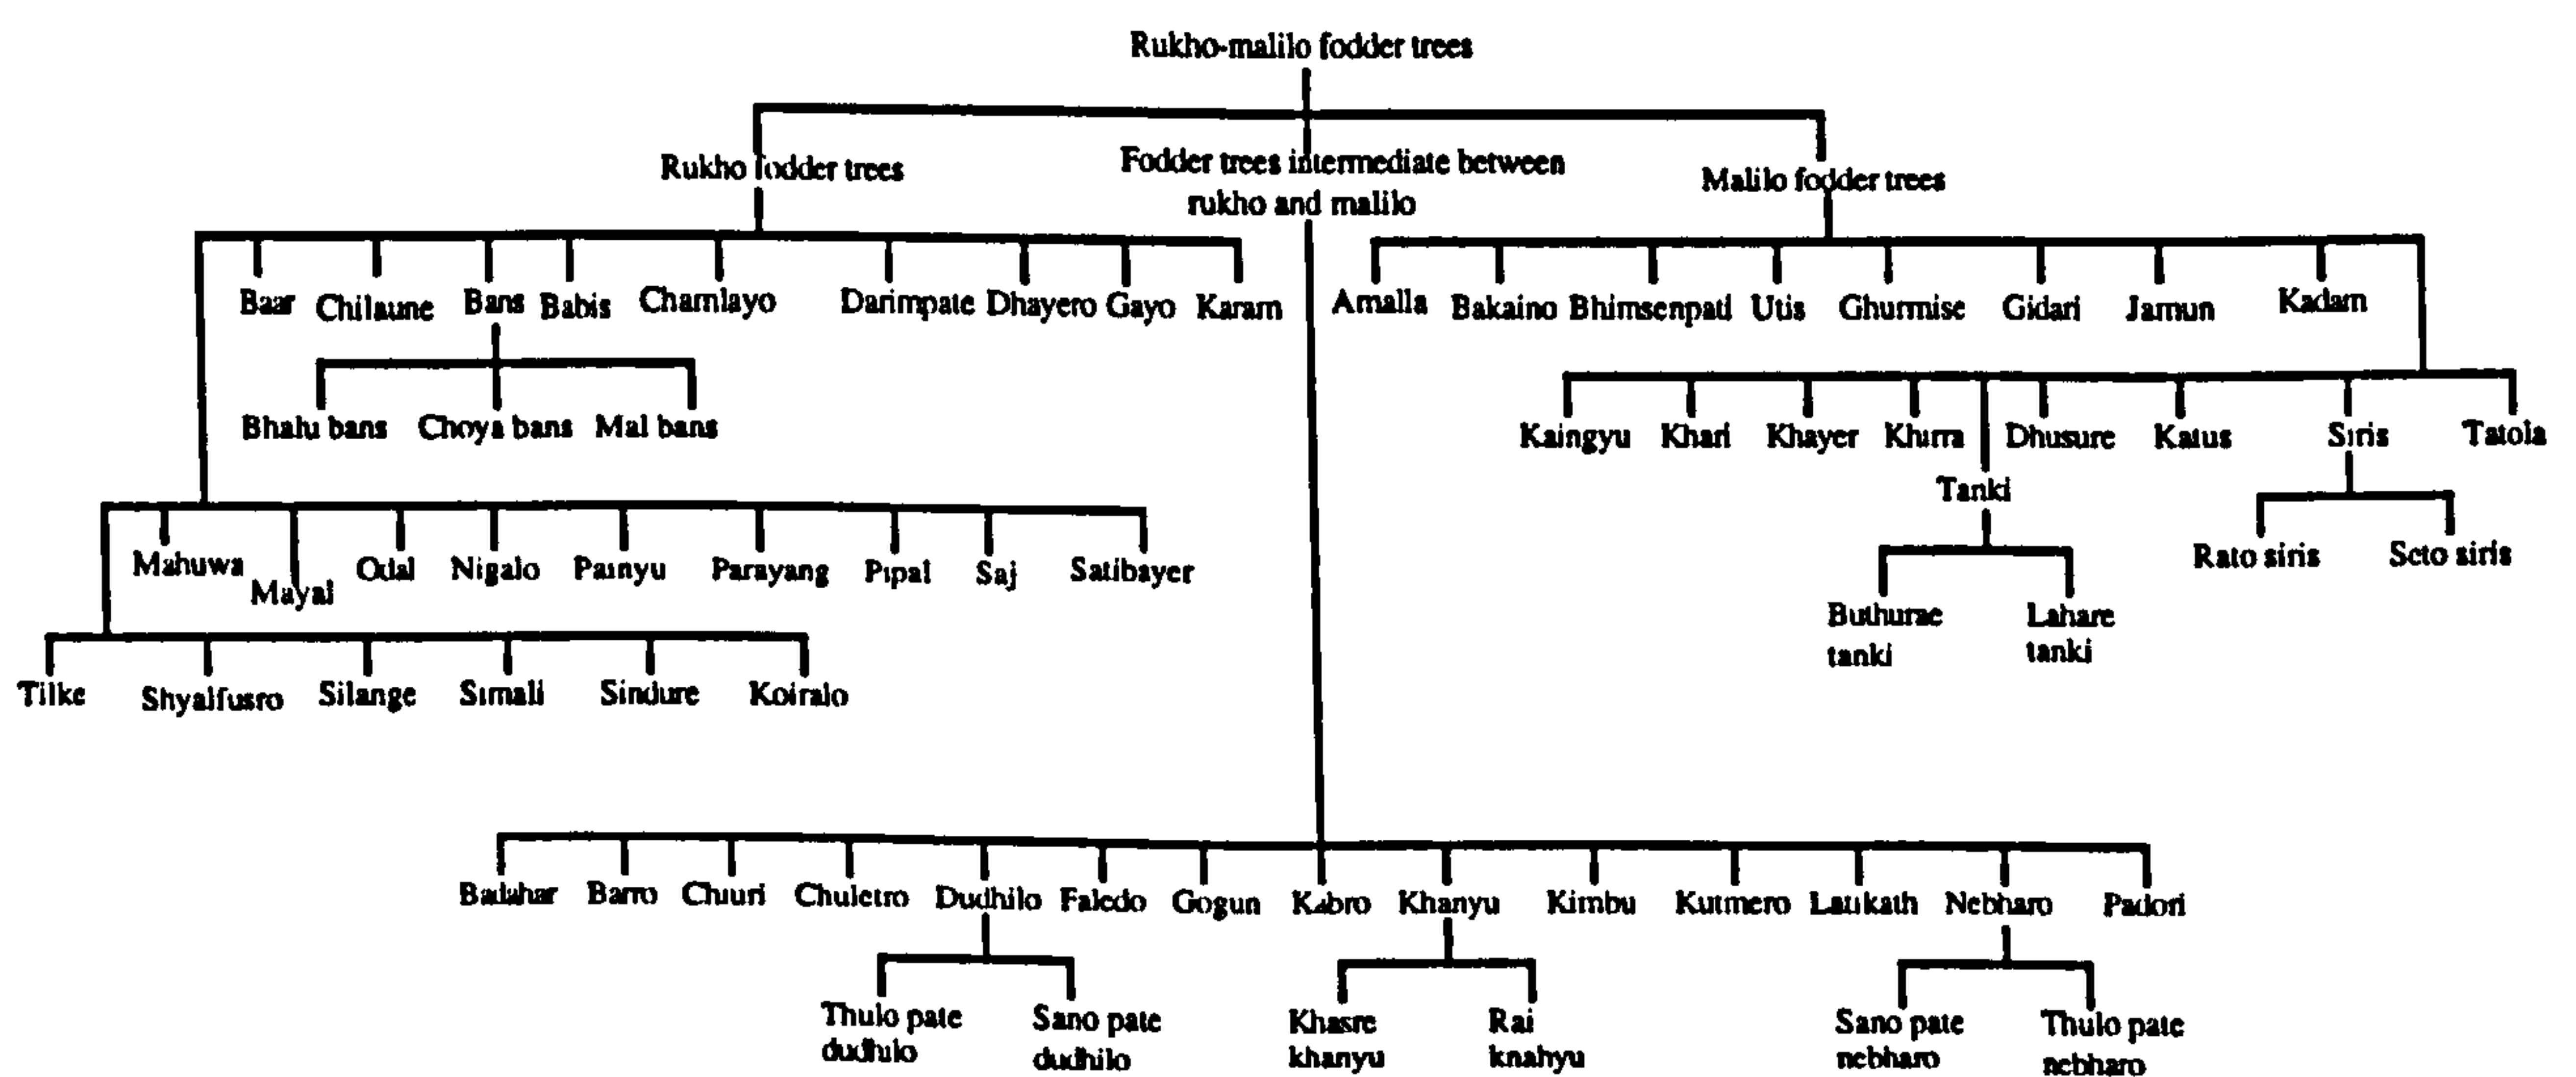 Rukho-malilo fodder trees
Rukho fodder trees
Fodder trees intermediate between
rukho and malilo
Malilo fodder trees
Baar Chilaune Bans Babis Chamlayo Darimpate Dhayero Gayo Karam
Amalla Bakaino Bhimsenpati Utis Ghurmise Gidari Jamun Kadam
Bhalu bans Choya bans Mal bans
Kaingyu Khari Khayer Khirra Dhusure Katus Siris Tatola
Tanki
Rato siris Seto siris
Buthurae
tanki
Lahare
tanki
Mahuwa Mayal Odal Nigalo Painyu Parayang Pipal Saj Satibayer
Tilke Shyalfusro Silange Simali Sindure Koiralo
Badahar Barro Chiuri Chuletro Dudhilo Faledo Gogun Kabro Khanyu Kimbu Kutmero Latikath Nebharo Padori
Thulo pate
dudhilo
Sano pate
dudhilo
Khasre
khanyu
Rai
knahyu
Sano pate
nebharo
Thulo pate
nebharo